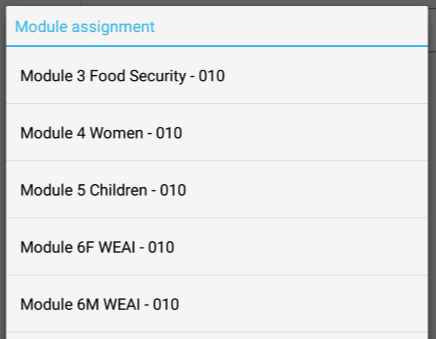 Module assignment
Module 3 Food Security - 010
Module 4 Women - 010
Module 5 Children - 010
Module 6F WEAI - 010
Module 6M WEAI - 010